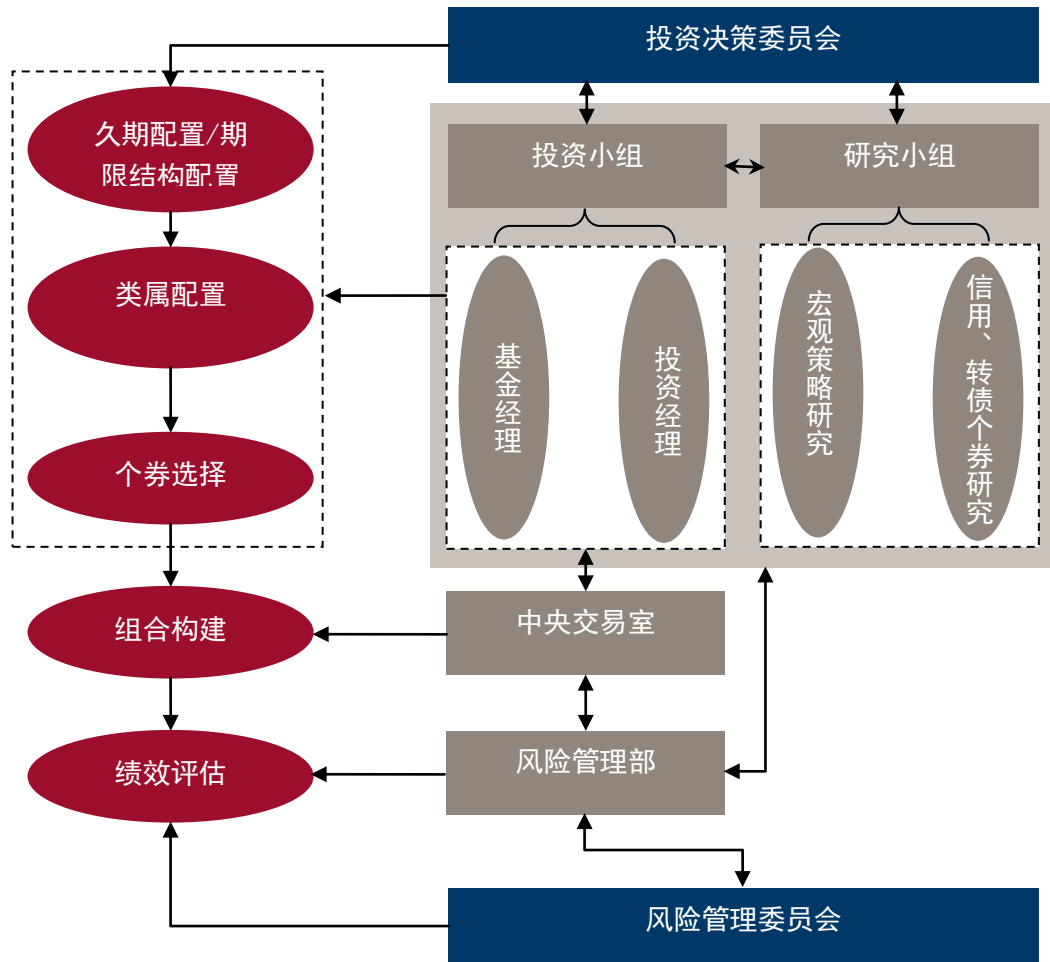 投资决策委员会
久期配置/期
限结构配置
投资小组
研究小组
类属配置
基金经理
投资经理
宏观策略研究
信用、转债个券研究
个券选择
组合构建
中央交易室
绩效评估
风险管理部
风险管理委员会